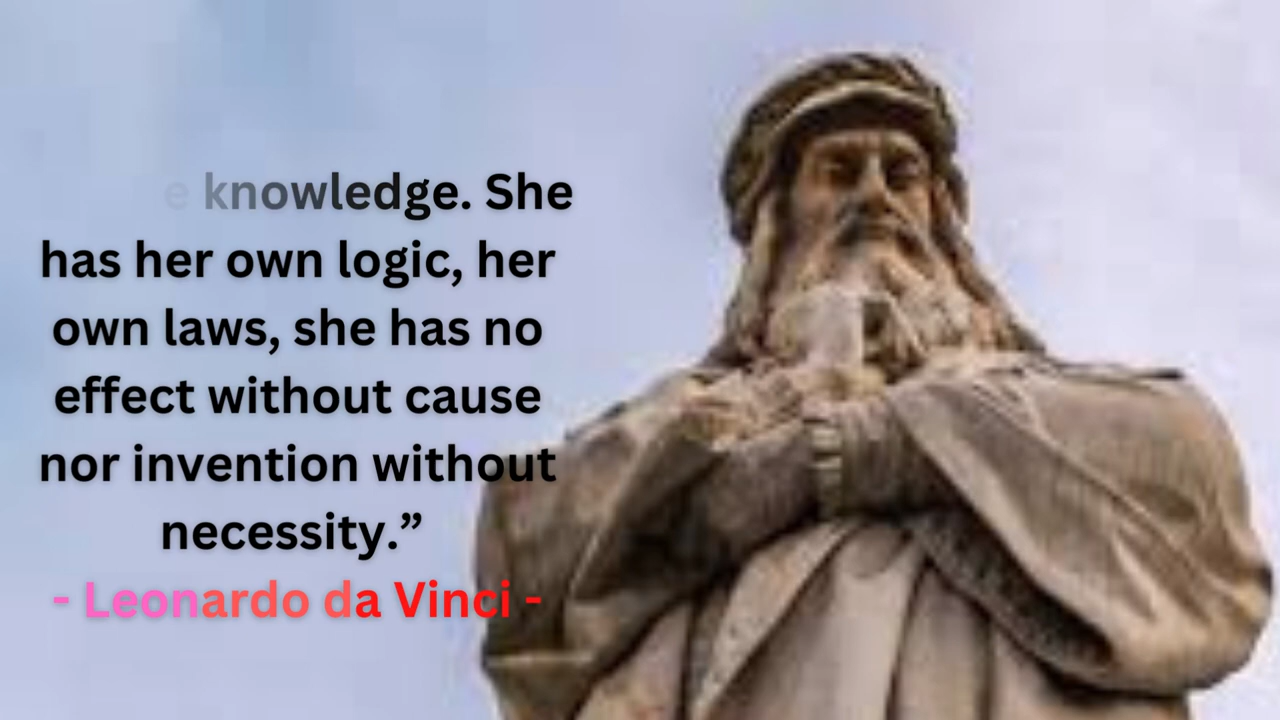 knowledge. She
has her own logic, her
own laws, she has no
effect without cause
nor invention without
necessity.”
- Leonardo da Vinci -